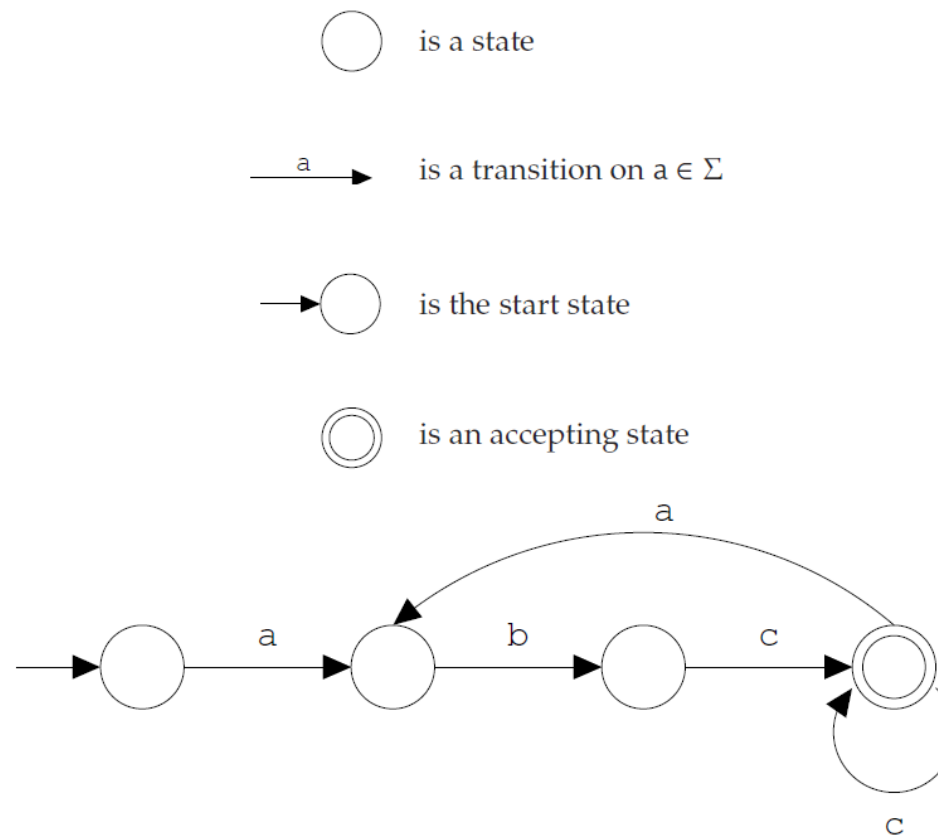 is a state
a
is a transition on a ∈ Σ
is the start state
is an accepting state
a
a b c
c